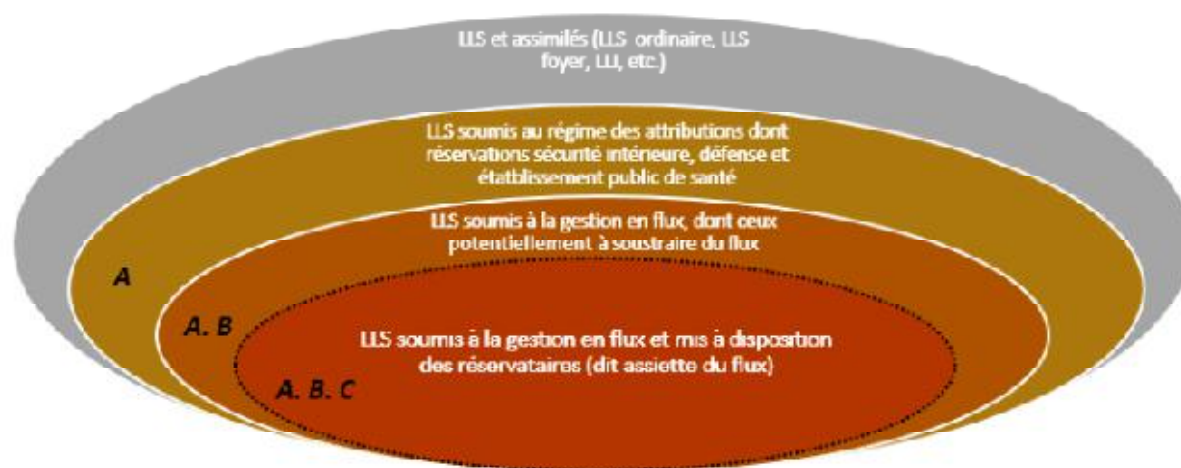 LLS et assimilés (LLS ordinaire, LLS
foyer, LLI, etc.)
LLS soumis au régime des attributions dont
réservations sécurité intérieure, défense et
étatblissement public de santé
LLS soumis à la gestion en flux, dont ceux
potentiellement à soustraire du flux
A
A. B
LLS soumis à la gestion en flux et mis à disposition
des réservataires (dit assiette du flux)
A. B. C